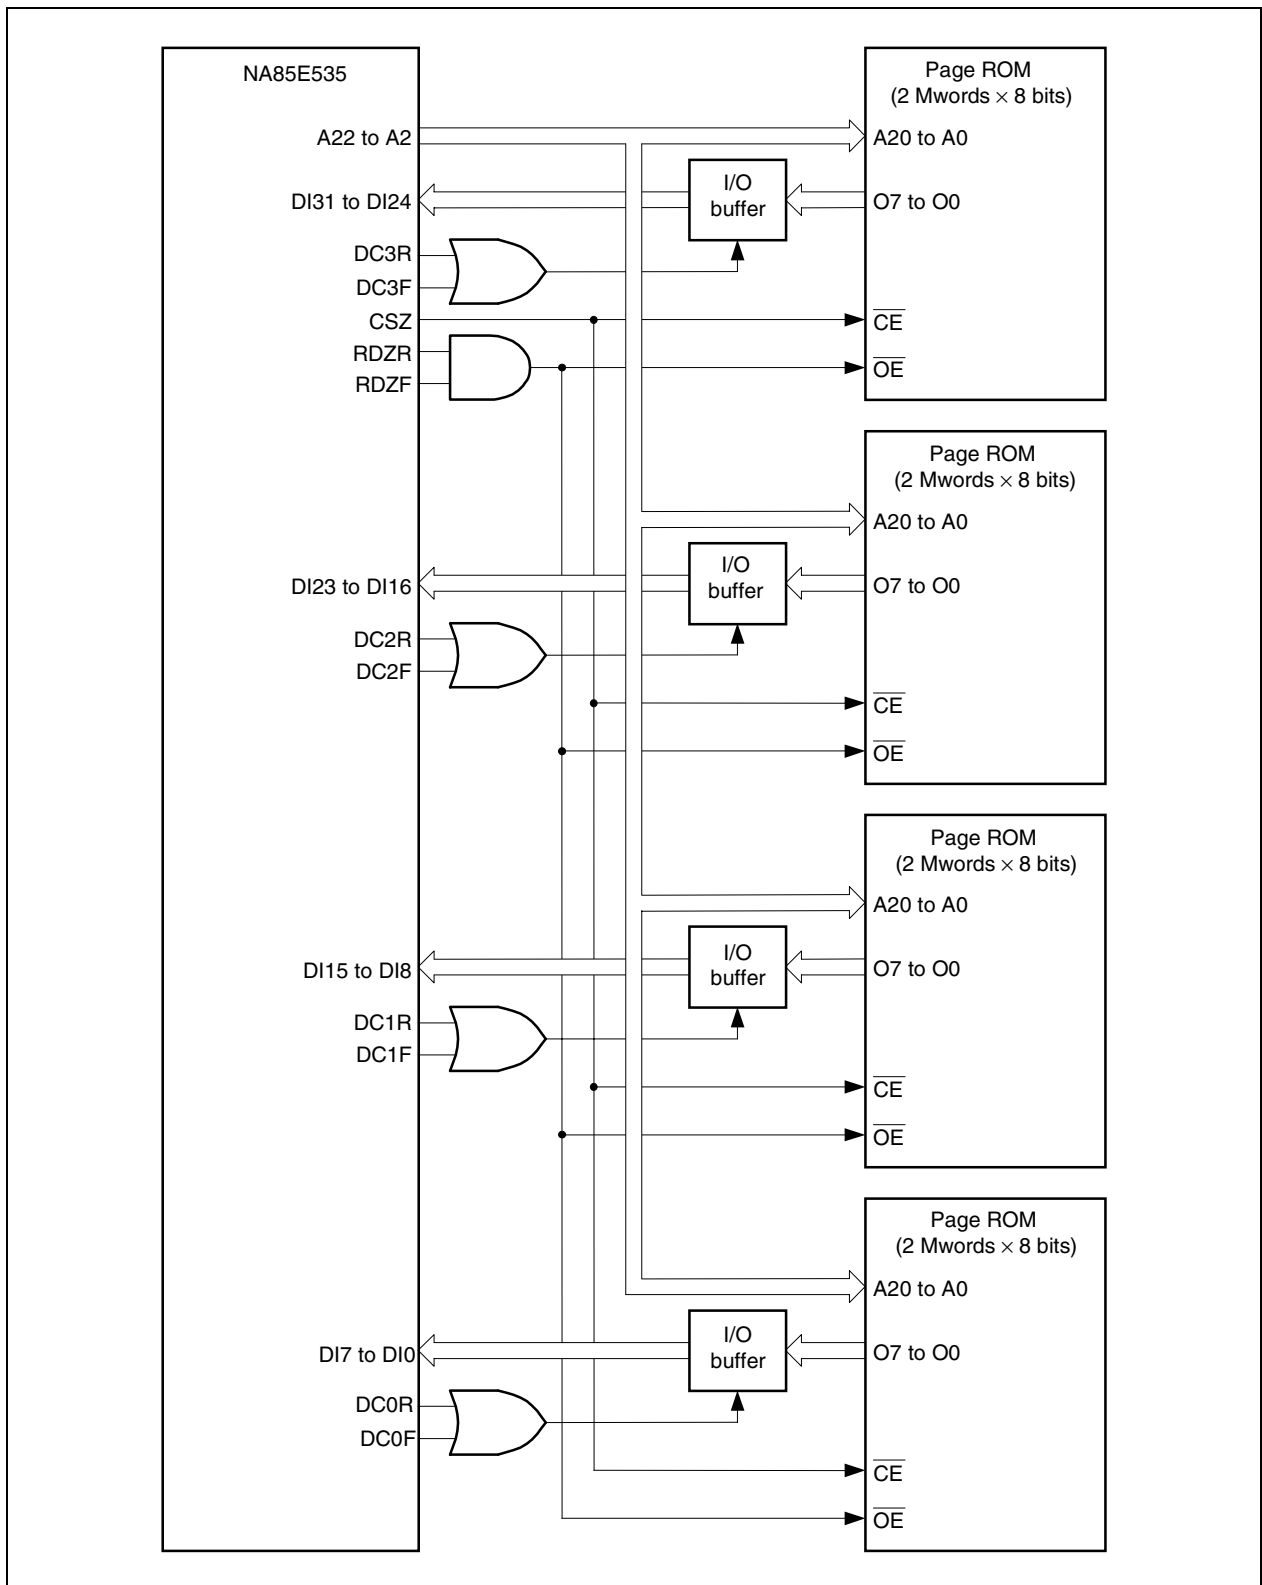 NA85E535
A22 to A2
DI31 to DI24
DC3R
DC3F
CSZ
RDZR
RDZF
I/O
buffer
Page ROM
(2 Mwords × 8 bits)
A20 to A0
O7 to O0
CE
OE
DI23 to DI16
DC2R
DC2F
I/O
buffer
Page ROM
(2 Mwords × 8 bits)
A20 to A0
O7 to O0
CE
OE
DI15 to DI8
DC1R
DC1F
I/O
buffer
Page ROM
(2 Mwords × 8 bits)
A20 to A0
O7 to O0
CE
OE
DI7 to DI0
DC0R
DC0F
I/O
buffer
Page ROM
(2 Mwords × 8 bits)
A20 to A0
O7 to O0
CE
OE